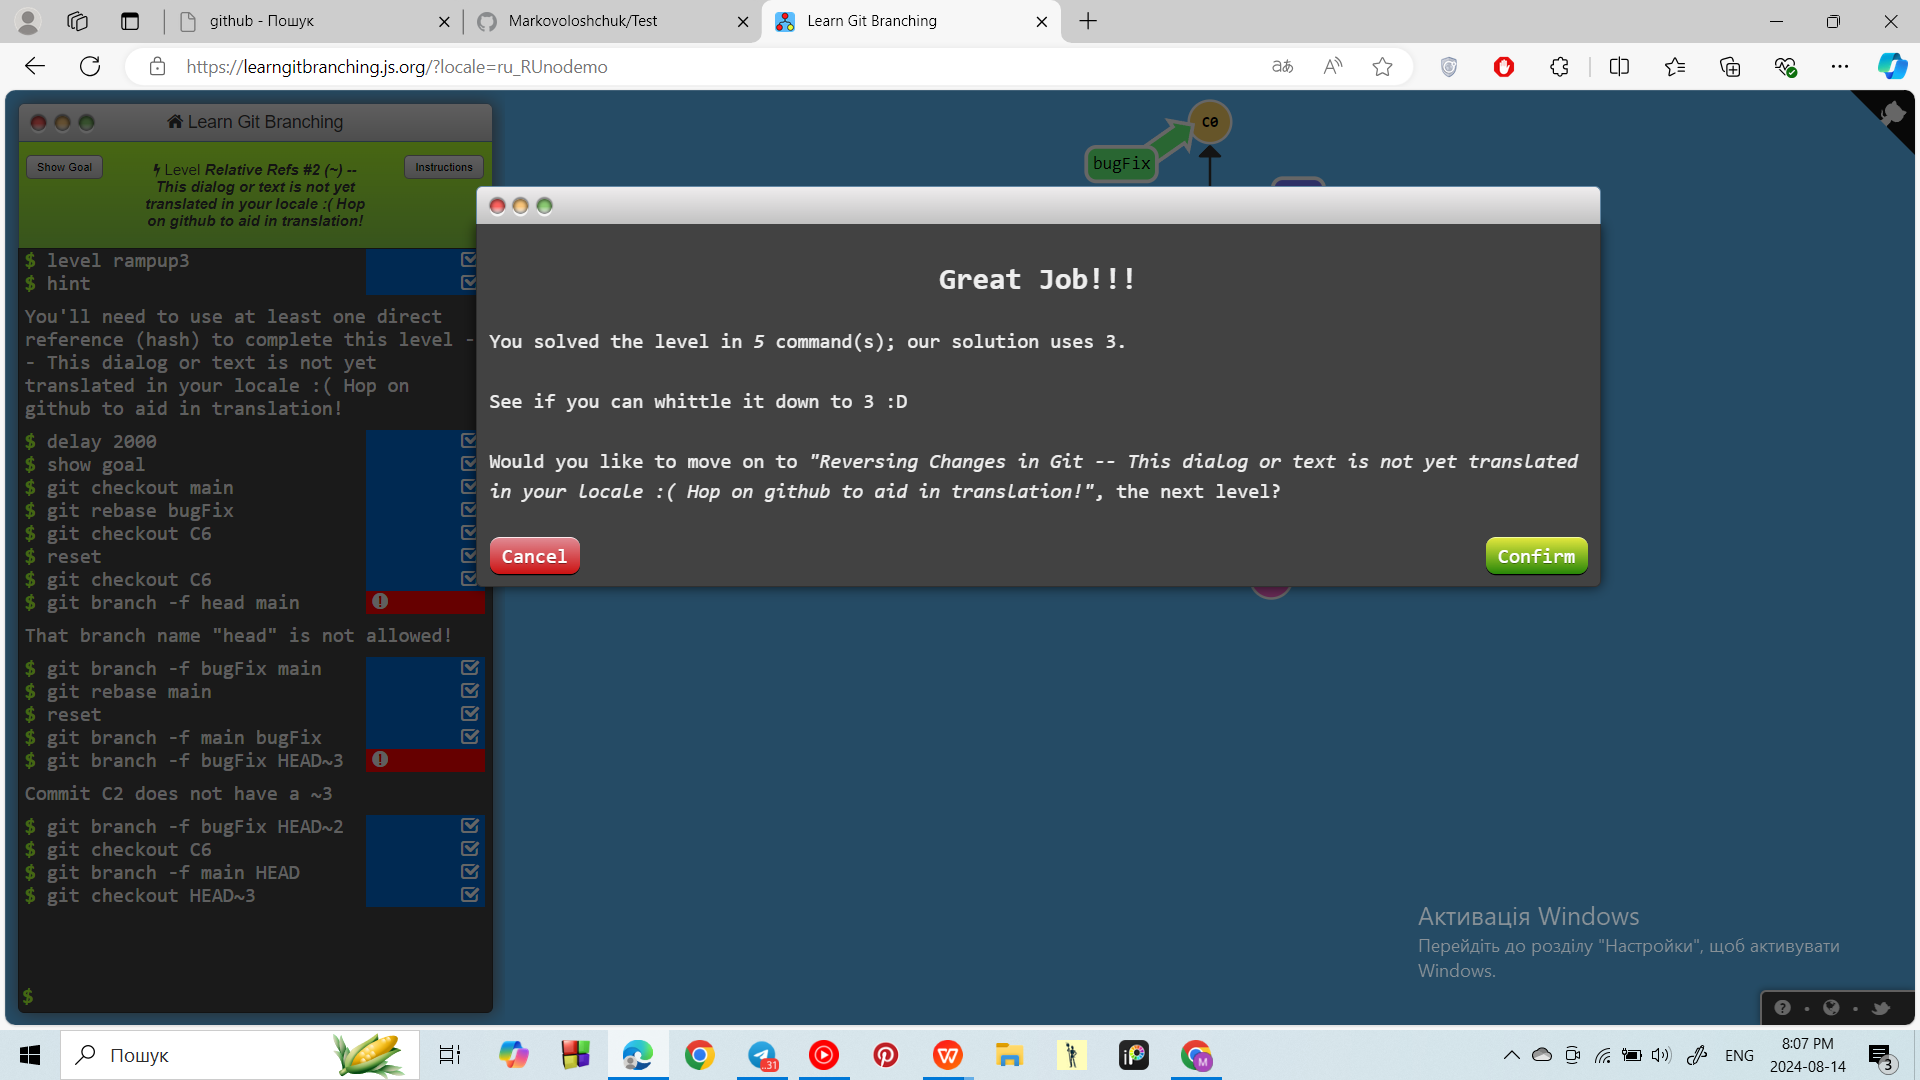 github - Пошук
Markovoloshchuk/Test
Learn Git Branching
https://learngitbranching.js.org/?locale=ru_RUnodemo
Learn Git Branching
Show Goal
Level Relative Refs #2 (~) --
This dialog or text is not yet
translated in your locale :( Hop
on github to aid in translation!
Instructions
$ level rampup3
$ hint
You'll need to use at least one direct
reference (hash) to complete this level -
- This dialog or text is not yet
translated in your locale :( Hop on
github to aid in translation!
$ delay 2000
$ show goal
$ git checkout main
$ git rebase bugFix
$ git checkout C6
$ reset
$ git checkout C6
$ git branch -f head main
That branch name "head" is not allowed!
$ git branch -f bugFix main
$ git rebase main
$ reset
$ git branch -f main bugFix
$ git branch -f bugFix HEAD~3
Commit C2 does not have a ~3
$ git branch -f bugFix HEAD~2
$ git checkout C6
$ git branch -f main HEAD
$ git checkout HEAD~3
$
C0
bugFix
Great Job!!!
You solved the level in 5 command(s); our solution uses 3.
See if you can whittle it down to 3 :D
Would you like to move on to "Reversing Changes in Git -- This dialog or text is not yet translated
in your locale :( Hop on github to aid in translation!", the next level?
Cancel
Confirm
Активація Windows
Перейдіть до розділу "Настройки", щоб активувати
Windows.
Пошук
31
ENG
8:07 PM
2024-08-14
3